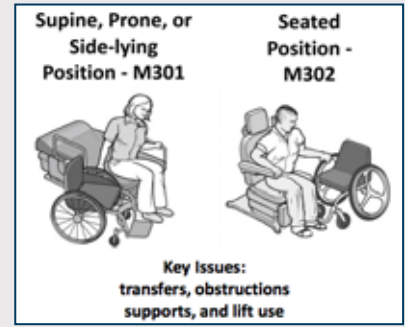 Supine, Prone, or
Side-lying
Position - M301
Seated
Position -
M302
Key Issues:
transfers, obstructions
supports, and lift use